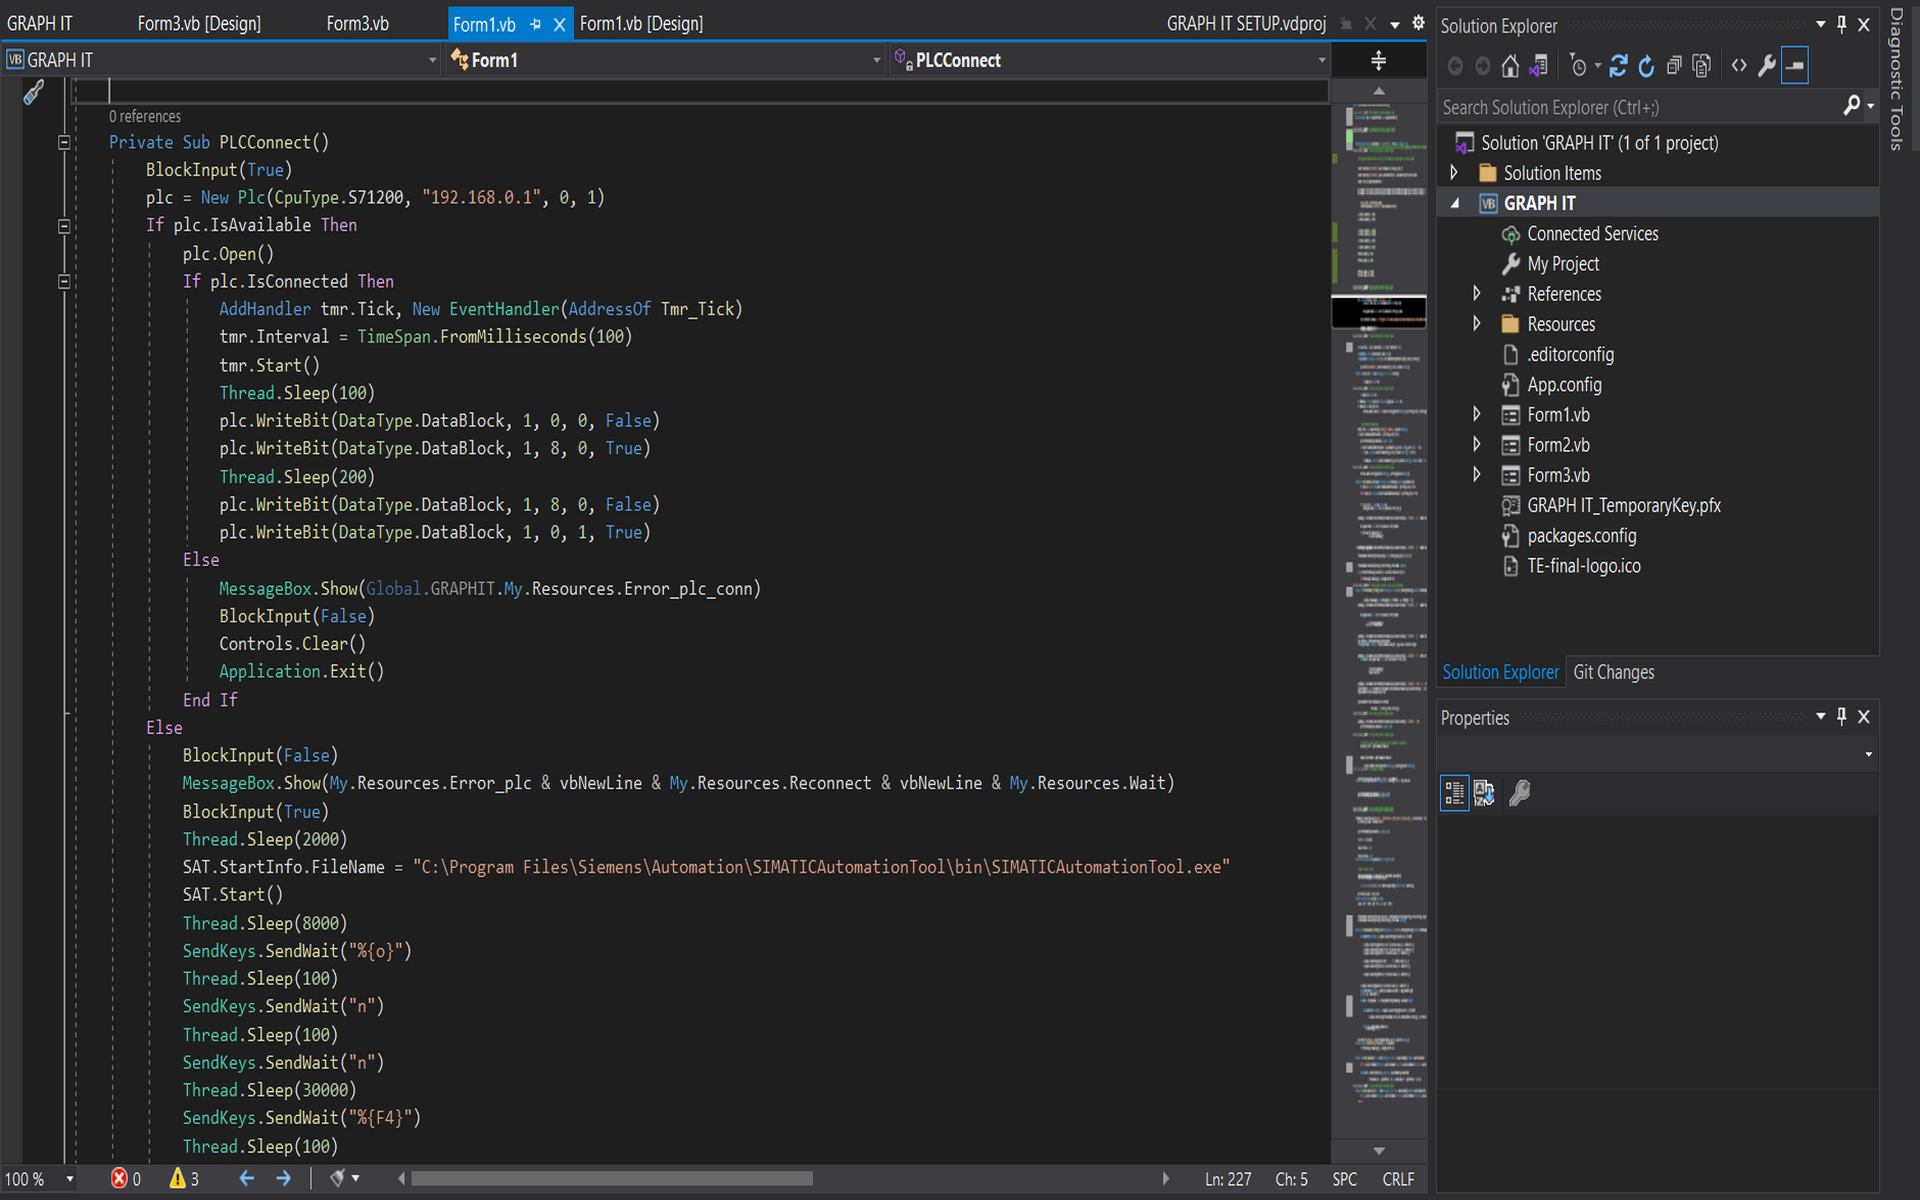 GRAPH IT
Form3.vb [Design]
Form3.vb
Form1.vb
Form1.vb [Design]
GRAPH IT SETUP.vdproj
VB GRAPH IT
Form1
PLCConnect
0 references
Private Sub PLCConnect()
BlockInput(True)
plc = New Plc(CpuType.S71200, "192.168.0.1", 0, 1)
If plc.IsAvailable Then
plc.Open()
If plc.IsConnected Then
AddHandler tmr.Tick, New EventHandler(AddressOf Tmr_Tick)
tmr.Interval = TimeSpan.FromMilliseconds(100)
tmr.Start()
Thread.Sleep(100)
plc.WriteBit(DataType.DataBlock, 1, 0, 0, False)
plc.WriteBit(DataType.DataBlock, 1, 8, 0, True)
Thread.Sleep(200)
plc.WriteBit(DataType.DataBlock, 1, 8, 0, False)
plc.WriteBit(DataType.DataBlock, 1, 0, 1, True)
Else
MessageBox.Show(Global.GRAPHIT.My.Resources.Error_plc_conn)
BlockInput(False)
Controls.Clear()
Application.Exit()
End If
Else
BlockInput(False)
MessageBox.Show(My.Resources.Error_plc & vbNewLine & My.Resources.Reconnect & vbNewLine & My.Resources.Wait)
BlockInput(True)
Thread.Sleep(2000)
SAT.StartInfo.FileName = "C:\Program Files\Siemens\Automation\SIMATICAutomationTool\bin\SIMATICAutomationTool.exe"
SAT.Start()
Thread.Sleep(8000)
SendKeys.SendWait("%{o}")
Thread.Sleep(100)
SendKeys.SendWait("n")
Thread.Sleep(100)
SendKeys.SendWait("n")
Thread.Sleep(30000)
SendKeys.SendWait("%{F4}")
Thread.Sleep(100)
100 %
0
3
Ln: 227
Ch: 5
SPC
CRLF
Solution Explorer
Search Solution Explorer (Ctrl+;)
Solution 'GRAPH IT' (1 of 1 project)
Solution Items
VB GRAPH IT
Connected Services
My Project
References
Resources
.editorconfig
App.config
Form1.vb
Form2.vb
Form3.vb
GRAPH IT_TemporaryKey.pfx
packages.config
TE-final-logo.ico
Solution Explorer
Git Changes
Properties
Diagnostic Tools